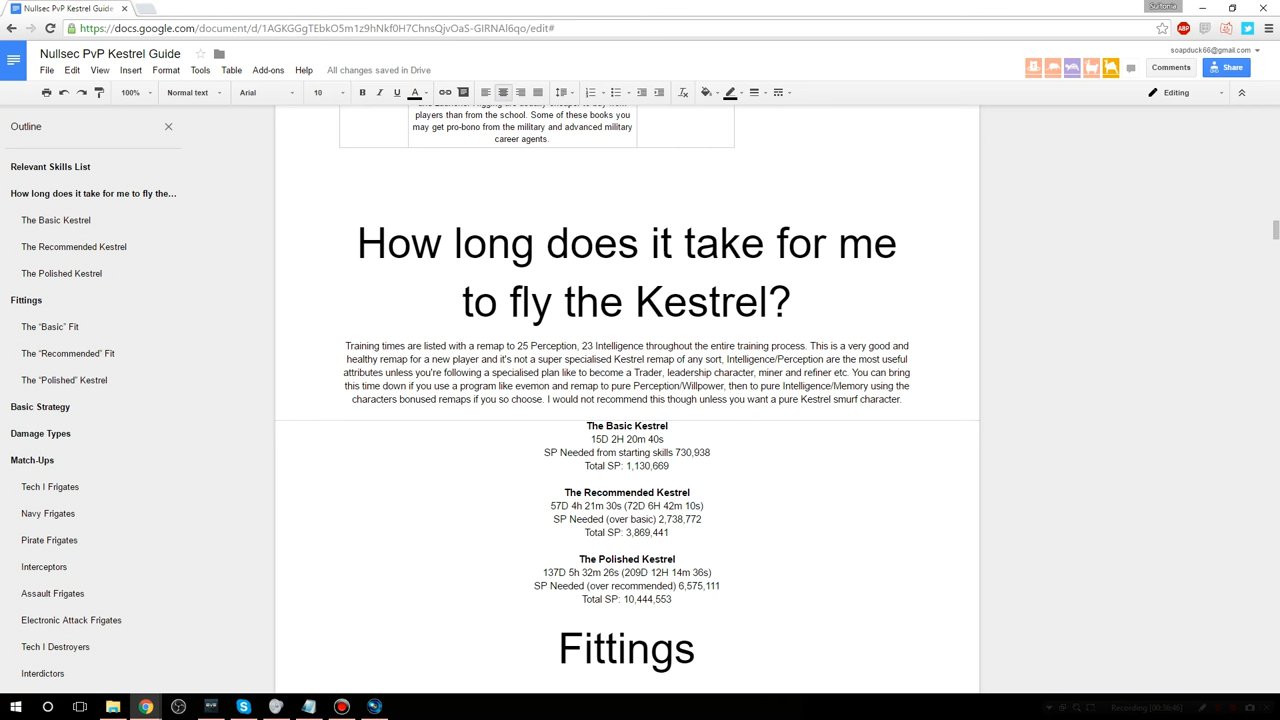 Nullsec PvP Kestrel Guide
Suitonia
https://docs.google.com/document/d/1AGKGGgTEbkO5m1z9hNkf0H7ChnsQjvOaS-GIRNAl6qo/edit#
Nullsec PvP Kestrel Guide
soapduck66@gmail.com
File Edit View Insert Format Tools Table Add-ons Help All changes saved in Drive
Comments Share
100% Normal text Arial 10 B I U A Editing
Outline
Relevant Skills List
How long does it take for me to fly the...
The Basic Kestrel
The Recommended Kestrel
The Polished Kestrel
Fittings
The “Basic” Fit
The “Recommended” Fit
The “Polished” Kestrel
Basic Strategy
Damage Types
Match-Ups
Tech I Frigates
Navy Frigates
Pirate Frigates
Interceptors
Assault Frigates
Electronic Attack Frigates
Tech I Destroyers
Interdictors
players than from the school. Some of these books you
may get pro-bono from the military and advanced military
career agents.
How long does it take for me
to fly the Kestrel?
Training times are listed with a remap to 25 Perception, 23 Intelligence throughout the entire training process. This is a very good and
healthy remap for a new player and it's not a super specialised Kestrel remap of any sort, Intelligence/Perception are the most useful
attributes unless you're following a specialised plan like to become a Trader, leadership character, miner and refiner etc. You can bring
this time down if you use a program like evemon and remap to pure Perception/Willpower, then to pure Intelligence/Memory using the
characters bonused remaps if you so choose. I would not recommend this though unless you want a pure Kestrel smurf character.
The Basic Kestrel
15D 2H 20m 40s
SP Needed from starting skills 730,938
Total SP: 1,130,669
The Recommended Kestrel
57D 4h 21m 30s (72D 6H 42m 10s)
SP Needed (over basic) 2,738,772
Total SP: 3,869,441
The Polished Kestrel
137D 5h 32m 26s (209D 12H 14m 36s)
SP Needed (over recommended) 6,575,111
Total SP: 10,444,553
Fittings
Recording [00:36:46]